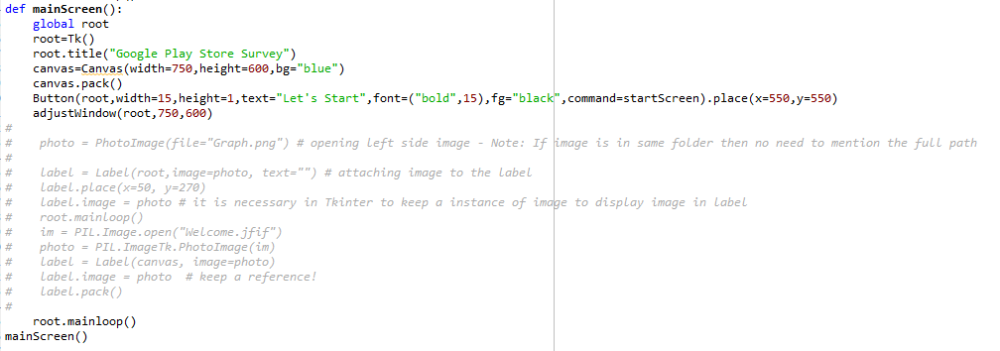 def mainScreen():
    global root
    root=Tk()
    root.title("Google Play Store Survey")
    canvas=Canvas(width=750,height=600,bg="blue")
    canvas.pack()
    Button(root,width=15,height=1,text="Let's Start",font=("bold",15),fg="black",command=startScreen).place(x=550,y=550)
    adjustWindow(root,750,600)
#
#    photo = PhotoImage(file="Graph.png") # opening left side image - Note: If image is in same folder then no need to mention the full path
#
#    label = Label(root,image=photo, text="") # attaching image to the label
#    label.place(x=50, y=270)
#    label.image = photo # it is necessary in Tkinter to keep a instance of image to display image in label
#    root.mainloop()
#    im = PIL.Image.open("Welcome.jfif")
#    photo = PIL.ImageTk.PhotoImage(im)
#    label = Label(canvas, image=photo)
#    label.image = photo  # keep a reference!
#    label.pack()
#
    root.mainloop()
mainScreen()